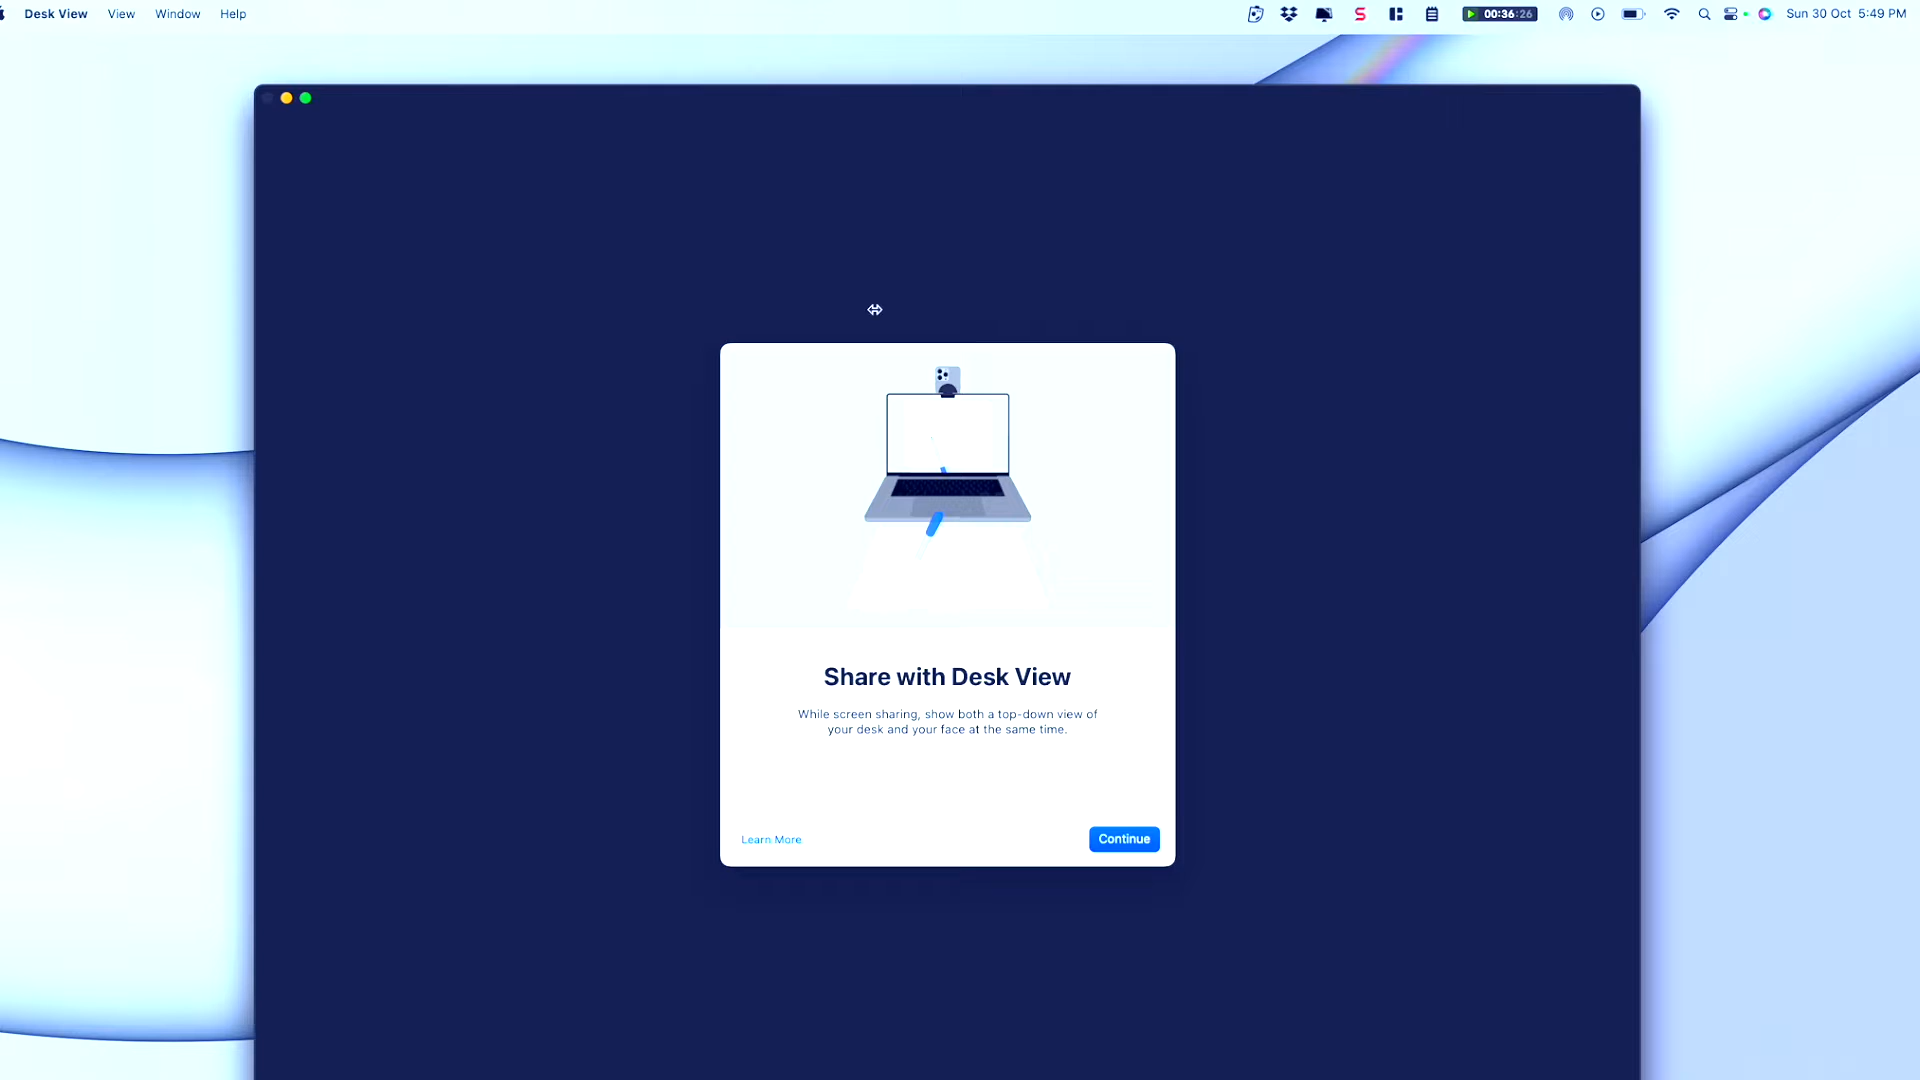 Desk View View Window Help
00:36:26
Sun 30 Oct 5:49 PM
Share with Desk View
While screen sharing, show both a top-down view of
your desk and your face at the same time.
Learn More
Continue